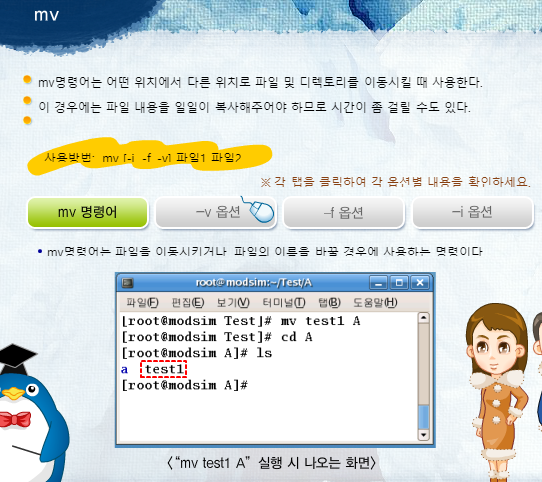 mv
mv명령어는 어떤 위치에서 다른 위치로 파일 및 디렉토리를 이동시킬 때 사용한다.
이 경우에는 파일 내용을 일일이 복사해주어야 하므로 시간이 좀 걸릴 수도 있다.
사용방법: mv [-i -f -v] 파일1 파일2
※ 각 탭을 클릭하여 각 옵션별 내용을 확인하세요.
mv 명령어 -v 옵션 -f 옵션 -i 옵션
• mv명령어는 파일을 이동시키거나 파일의 이름을 바꿀 경우에 사용하는 명령이다
root@modsim:~/Test/A
파일(F) 편집(E) 보기(V) 터미널(T) 탭(B) 도움말(H)
[root@modsim Test]# mv test1 A
[root@modsim Test]# cd A
[root@modsim A]# ls
a test1
[root@modsim A]#
〈“mv test1 A” 실행 시 나오는 화면〉